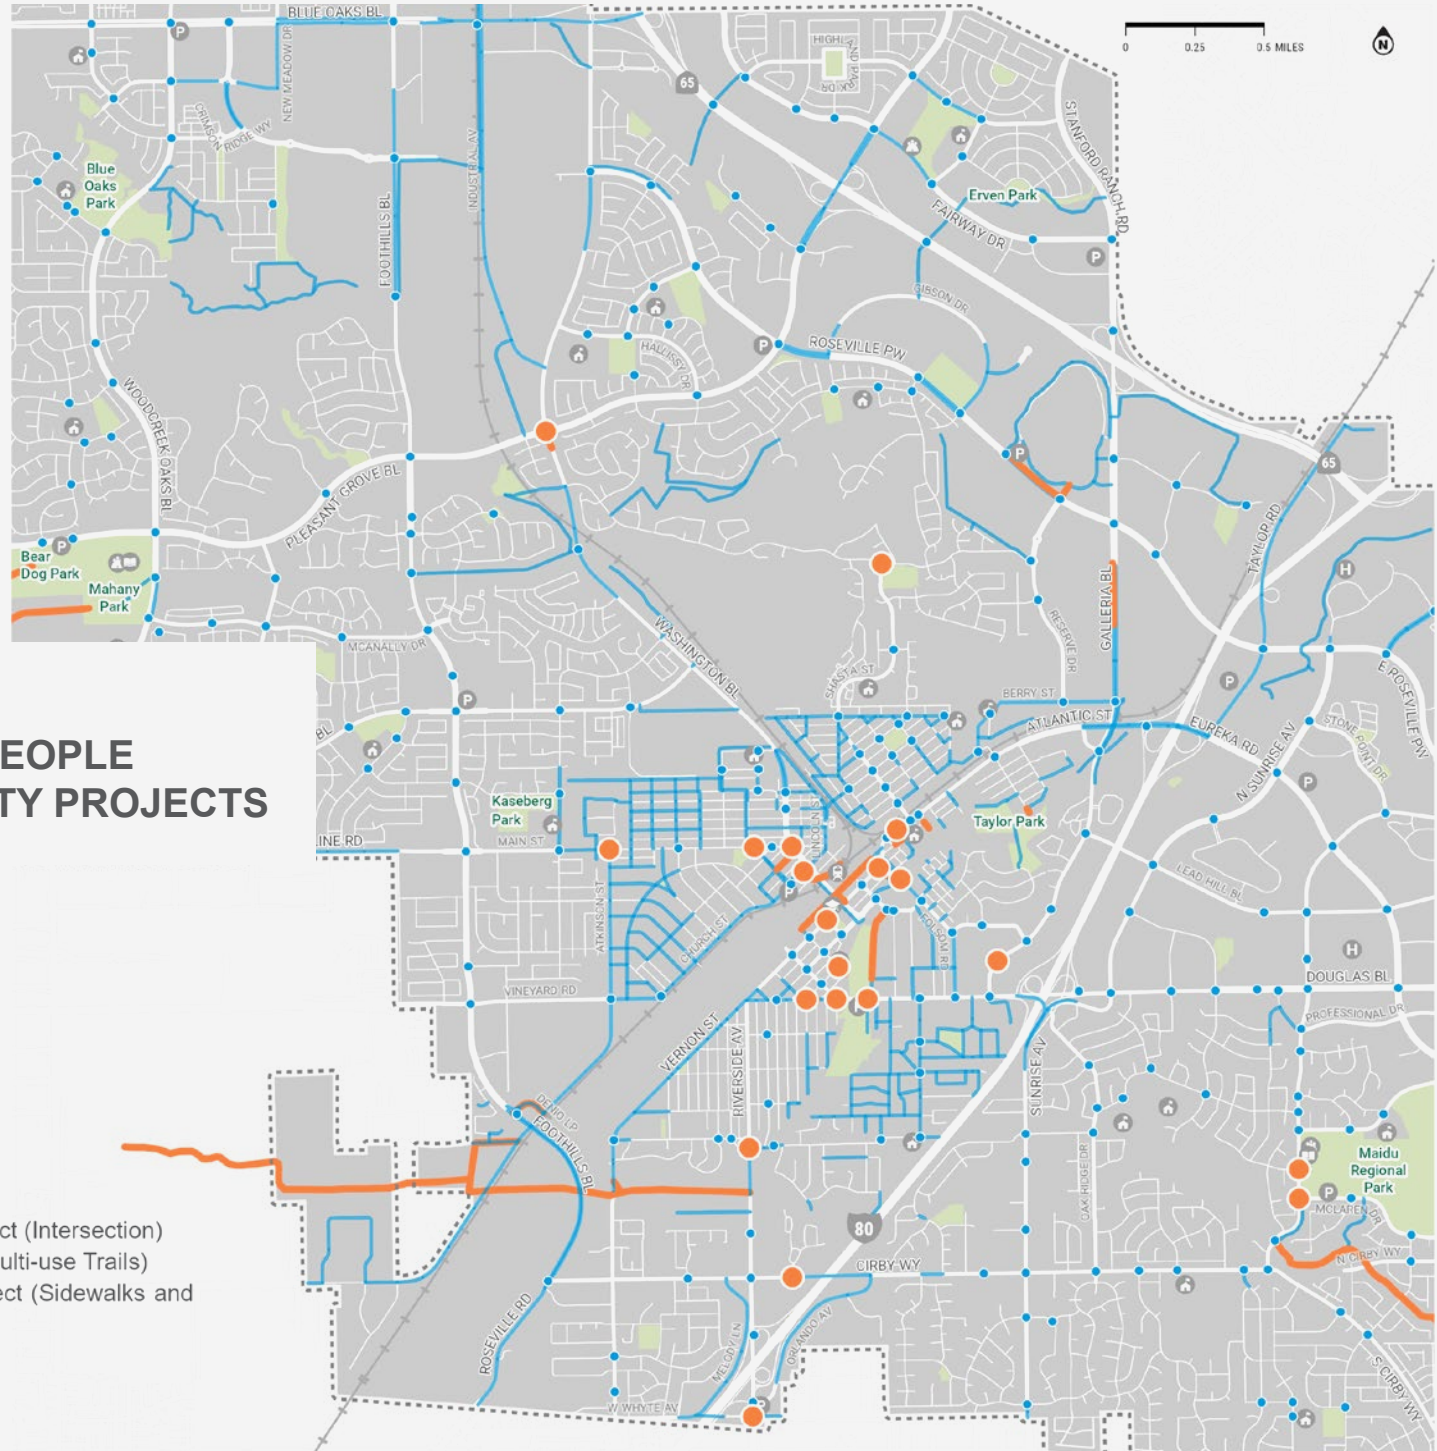 BLUE OAKS BL
0 0.25 0.5 MILES
N
HIGHLAND PARK DR
65
NEW MEADOW DR
CRIMSON RIDGE WY
INDUSTRIAL AV
STANFORD RANCH RD
Blue
Oaks
Park
FOOTHILLS BL
Erven Park
FAIRWAY DR
P
P
GIBSON DR
HALLISSY DR
P
ROSEVILLE PW
WOODCREEK OAKS BL
P
65
PLEASANT GROVE BL
TAYLOR RD
P
Bear
Dog Park
Mahany
Park
H
GALLERIA BL
RESERVE DR
WASHINGTON BL
MCANALLY DR
SHASTA ST
P
P
E ROSEVILLE PW
BERRY ST
ATLANTIC ST
EUREKA RD
N SUNRISE AV
STONE POINT DR
BL
EOPLE
TY PROJECTS
P
Kaseberg
Park
LINCOLN ST
Taylor Park
LINE RD
MAIN ST
LEAD HILL BL
P
ATKINSON ST
CHURCH ST
FOLSOM RD
H
DOUGLAS BL
VINEYARD RD
P
PROFESSIONAL DR
VERNON ST
RIVERSIDE AV
SUNRISE AV
DEWD LP
FOOTHILLS BL
OAK RIDGE DR
Maidu
Regional
Park
P
MCLAREN DR
ct (Intersection)
ulti-use Trails)
ect (Sidewalks and
80
CIRBY WY
N CIRBY WY
ROSEVILLE RD
MELODY LN
ORLANDO AV
S CIRBY WY
W WHYTE AV
P